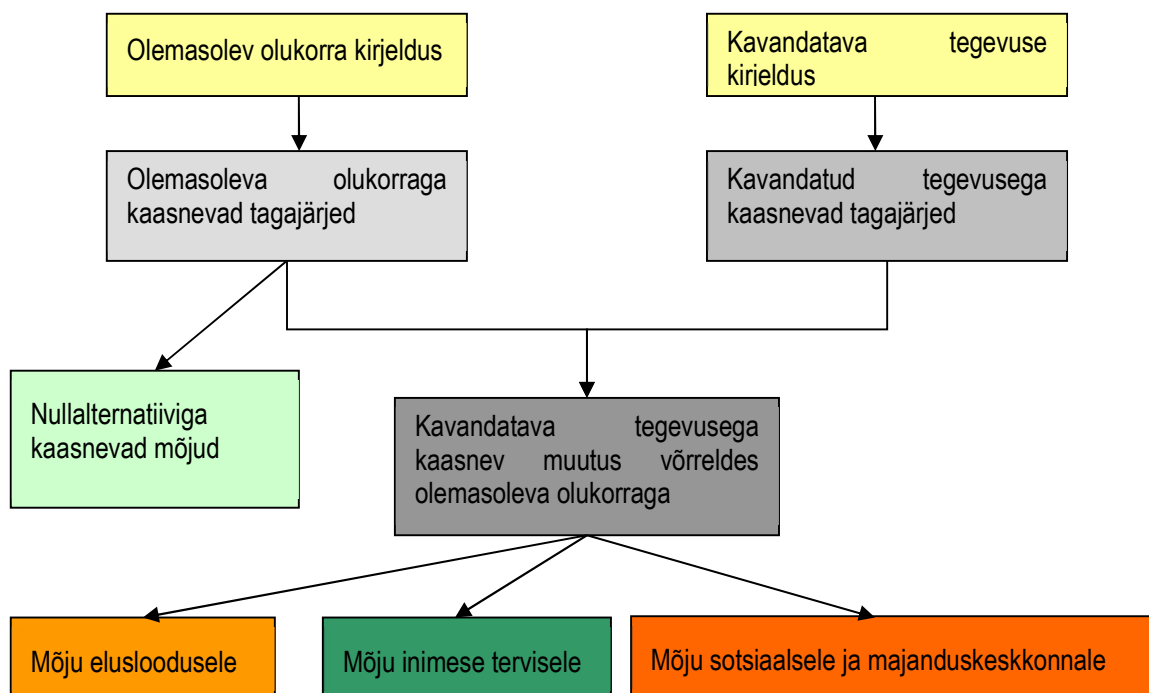 Olemasolev olukorra kirjeldus
Kavandatava tegevuse
kirieldus
Olemasoleva olukorraga
kaasnevad tagajärjed
Kavandatud tegevusega
kaasnevad tagajärjed
Nullalternatiiviga
kaasnevad mõjud
Kavandatava tegevusega
kaasnev muutus võrreldes
olemasoleva olukorraga
Mõju elusloodusele
Mõju inimese tervisele
Mõju sotsiaalsele ja majanduskeskkonnale